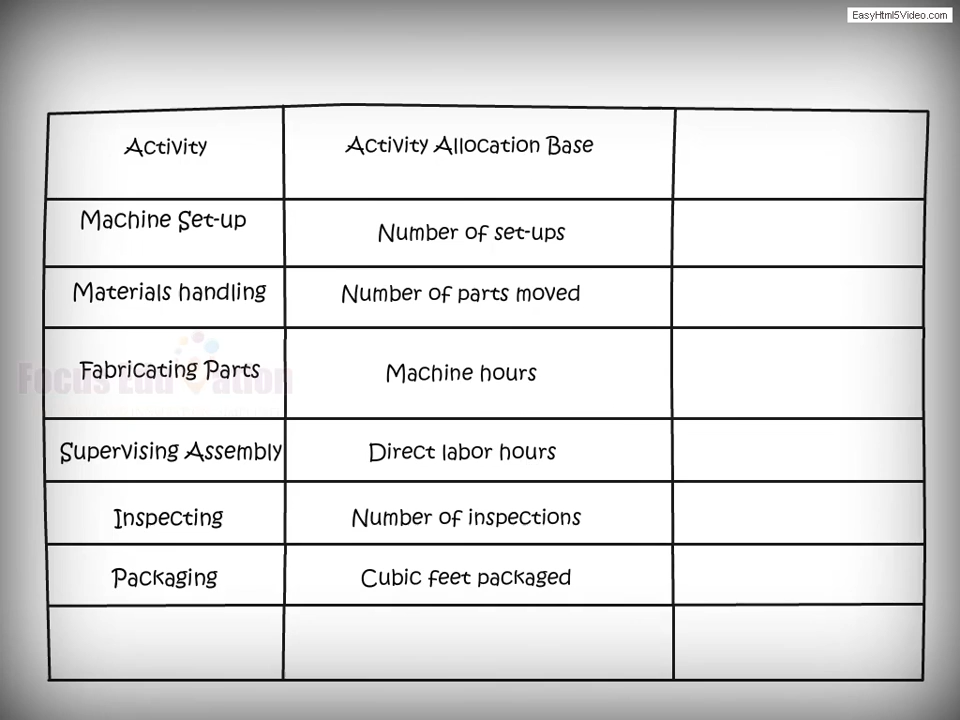 EasyHtml5Video.com
Activity
Activity Allocation Base
Machine Set-up
Number of set-ups
Materials handling
Number of parts moved
Fabricating Parts
Machine hours
Supervising Assembly
Direct labor hours
Inspecting
Number of inspections
Packaging
Cubic feet packaged